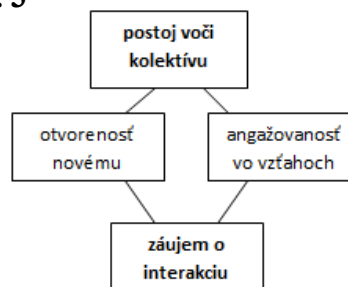 postoj voči
kolektívu
otvorenosť
novému
angažovanosť
vo vzťahoch
záujem o
interakciu